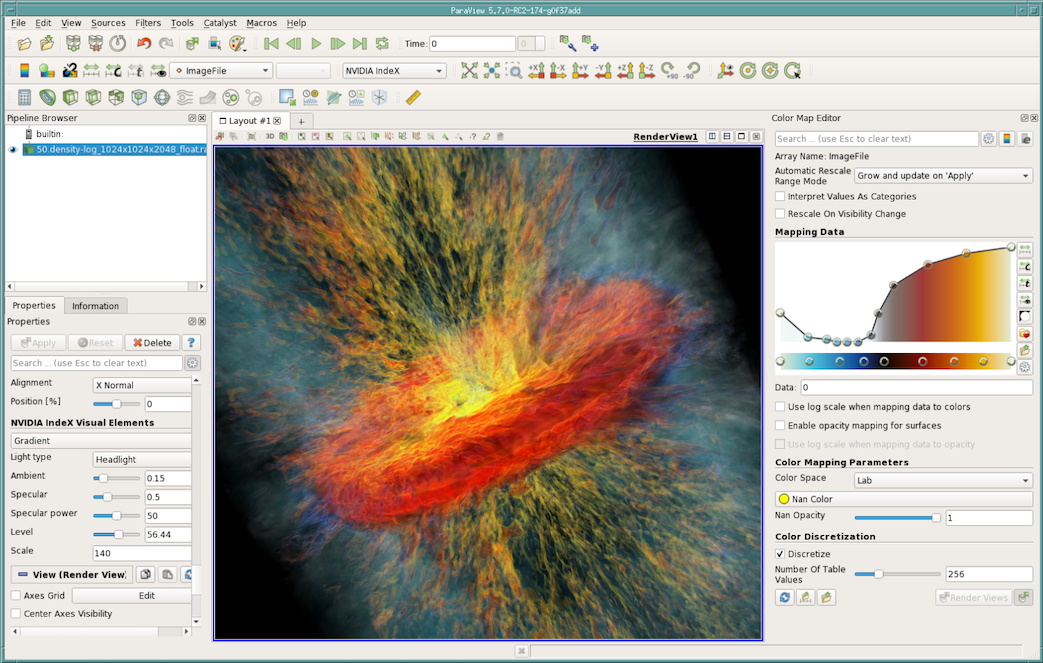 ParaView 5.7.0-RC2-174-g0f37add
File Edit View Sources Filters Tools Catalyst Macros Help
Time: 0 0
ImageFile NVIDIA IndeX +X -X +Y -Y +Z -Z +90 -90
Pipeline Browser
builtin:
50.density-log_1024x1024x2048_float.ra
Properties Information
Properties
Apply Reset Delete ?
Search ... (use Esc to clear text)
Alignment X Normal
Position [%] 0
NVIDIA IndeX Visual Elements
Gradient
Light type Headlight
Ambient 0.15
Specular 0.5
Specular power 50
Level 56.44
Scale 140
View (Render View)
Axes Grid Edit
Center Axes Visibility
Layout #1 +
3D RenderView1
Color Map Editor
Search ... (use Esc to clear text)
Array Name: ImageFile
Automatic Rescale
Range Mode Grow and update on 'Apply'
Interpret Values As Categories
Rescale On Visibility Change
Mapping Data
Data: 0
Use log scale when mapping data to colors
Enable opacity mapping for surfaces
Use log scale when mapping data to opacity
Color Mapping Parameters
Color Space Lab
Nan Color
Nan Opacity 1
Color Discretization
Discretize
Number Of Table
Values 256
Render Views